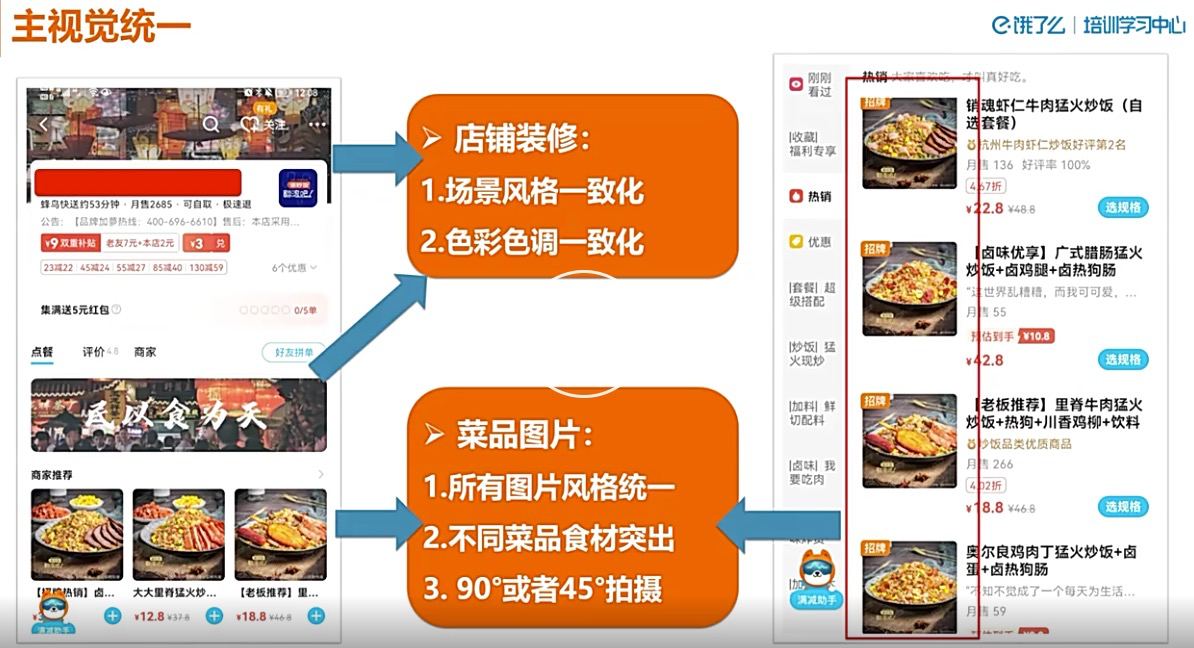 主视觉统一
饿了么 | 培训学习中心
12:08
有礼
关注
蜂鸟快送约53分钟 · 月售2685 · 可自取 · 极速退
公告：【品牌加夢热线：400-696-6610】售后：本店采用...
¥9双重补贴 老友7元+本店2元 ¥3 兑
23减22 45减24 55减27 85减40 130减59 6个优惠
集满送5元红包 0/5单
点餐 评价4.8 商家 好友拼单
民以食为天
商家推荐
大大里脊猛火炒...
【老板推荐】里...
¥12.8 ¥37.8
¥18.8 ¥46.8
满减助手
➢ 店铺装修：
1.场景风格一致化
2.色彩色调一致化
➢ 菜品图片：
1.所有图片风格统一
2.不同菜品食材突出
3. 90°或者45°拍摄
刚刚
看过
|收藏|
福利专享
热销
优惠
|套餐| 超
级搭配
|炒饭| 猛
火现炒
|加料| 鲜
切配料
|卤味| 我
要吃肉
满减助手
热销 大家喜欢吃，才叫真好吃。
招牌
销魂虾仁牛肉猛火炒饭（自
选套餐）
杭州牛肉虾仁炒饭好评第2名
月售 136 好评率 100%
4.67折
¥22.8 ¥48.8
选规格
招牌
【卤味优享】广式腊肠猛火
炒饭+卤鸡腿+卤热狗肠
“这世界乱糟糟，而我可可爱，...
月售 55
预估到手 ¥10.8
¥42.8
选规格
招牌
【老板推荐】里脊牛肉猛火
炒饭+热狗+川香鸡柳+饮料
炒饭品类优质商品
月售 266
4.02折
¥18.8 ¥46.8
选规格
招牌
奥尔良鸡肉丁猛火炒饭+卤
蛋+卤热狗肠
“不知不觉成了一个每天为生活...
月售 59